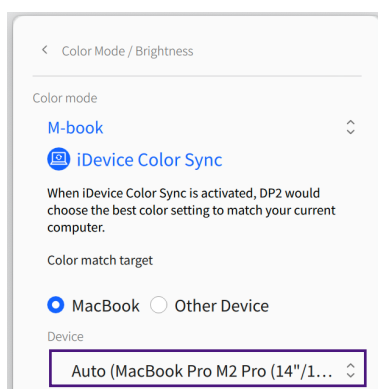 Color Mode / Brightness
Color mode
M-book
iDevice Color Sync
When iDevice Color Sync is activated, DP2 would
choose the best color setting to match your current
computer.
Color match target
MacBook Other Device
Device
Auto (MacBook Pro M2 Pro (14"/1...